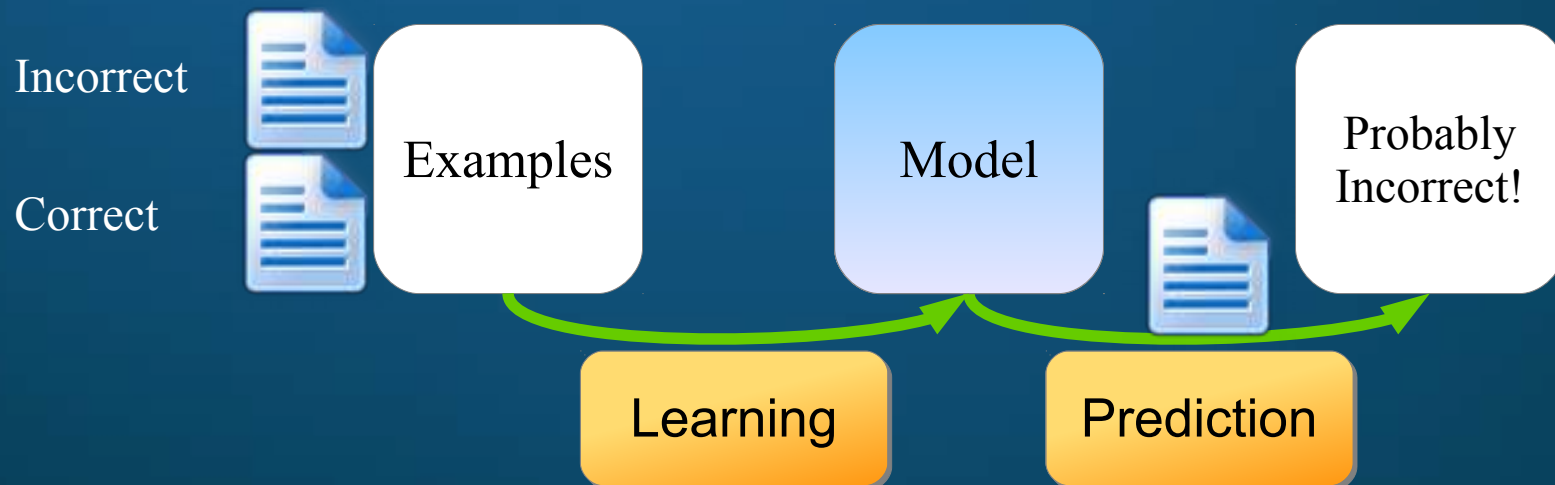 Incorrect
Examples
Model
Probably
Incorrect!
Correct
Learning
Prediction